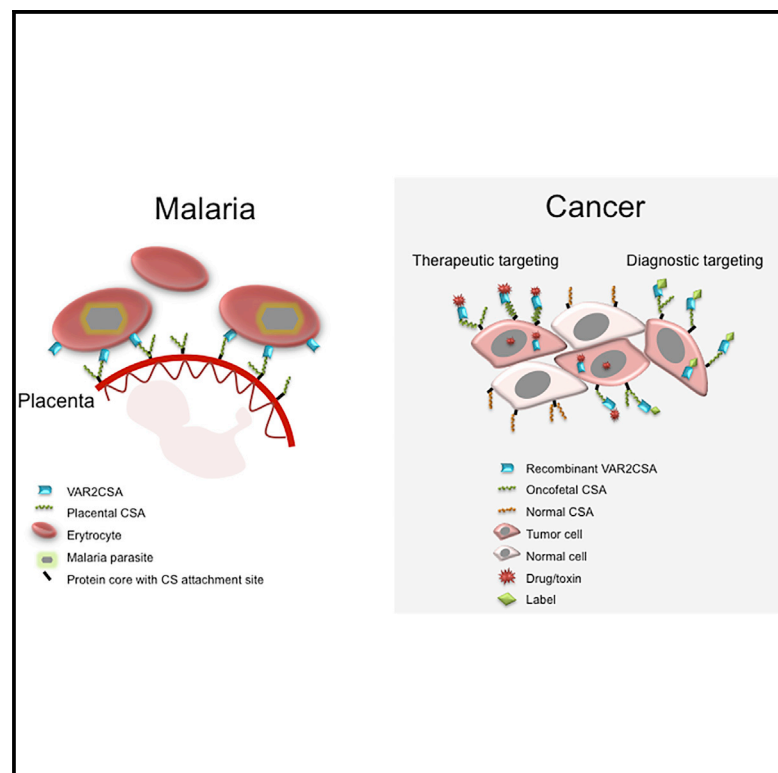 Malaria
Placenta
VAR2CSA
Placental CSA
Erytrocyte
Malaria parasite
Protein core with CS attachment site
Cancer
Therapeutic targeting
Diagnostic targeting
Recombinant VAR2CSA
Oncofetal CSA
Normal CSA
Tumor cell
Normal cell
Drug/toxin
Label